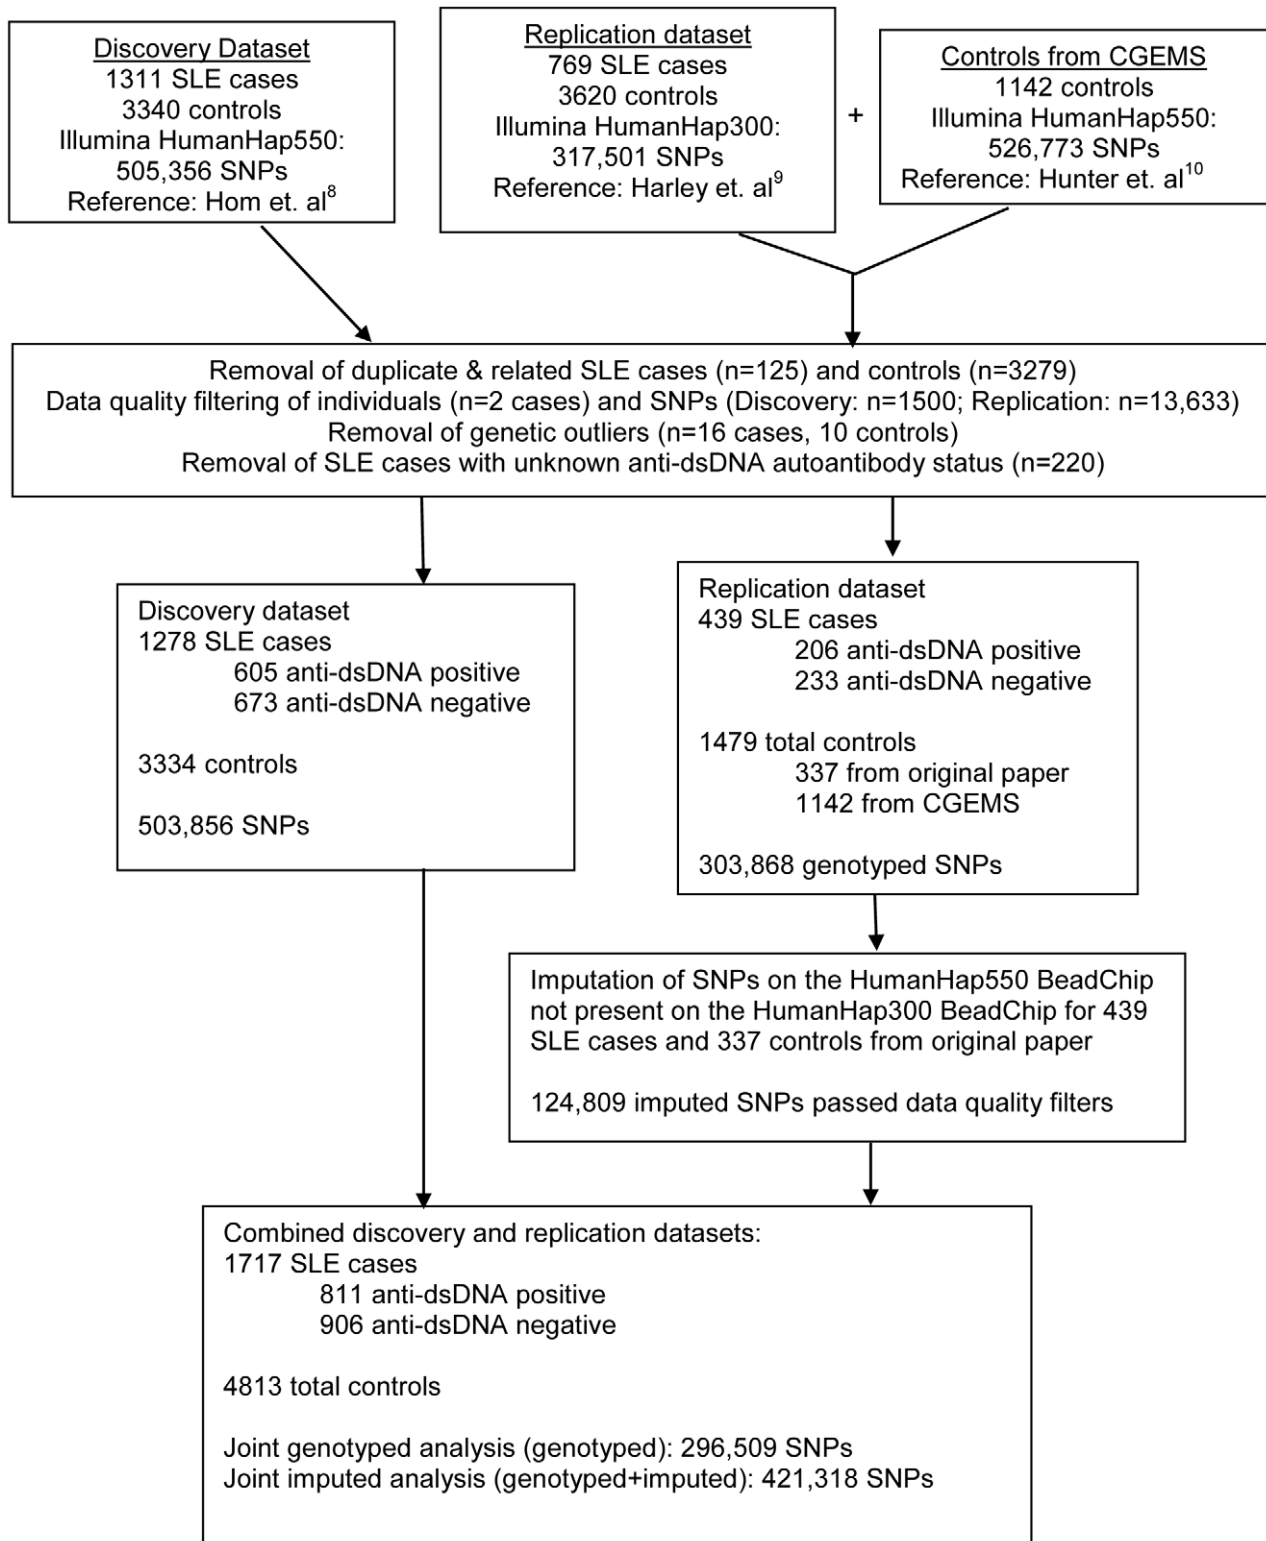 Discovery Dataset
1311 SLE cases
3340 controls
Illumina HumanHap550:
505,356 SNPs
Reference: Hom et. al8
Replication dataset
769 SLE cases
3620 controls
Illumina HumanHap300:
317,501 SNPs
Reference: Harley et. al9
+
Controls from CGEMS
1142 controls
Illumina HumanHap550:
526,773 SNPs
Reference: Hunter et. al10
Removal of duplicate & related SLE cases (n=125) and controls (n=3279)
Data quality filtering of individuals (n=2 cases) and SNPs (Discovery: n=1500; Replication: n=13,633)
Removal of genetic outliers (n=16 cases, 10 controls)
Removal of SLE cases with unknown anti-dsDNA autoantibody status (n=220)
Discovery dataset
1278 SLE cases
605 anti-dsDNA positive
673 anti-dsDNA negative
3334 controls
503,856 SNPs
Replication dataset
439 SLE cases
206 anti-dsDNA positive
233 anti-dsDNA negative
1479 total controls
337 from original paper
1142 from CGEMS
303,868 genotyped SNPs
Imputation of SNPs on the HumanHap550 BeadChip
not present on the HumanHap300 BeadChip for 439
SLE cases and 337 controls from original paper
124,809 imputed SNPs passed data quality filters
Combined discovery and replication datasets:
1717 SLE cases
811 anti-dsDNA positive
906 anti-dsDNA negative
4813 total controls
Joint genotyped analysis (genotyped): 296,509 SNPs
Joint imputed analysis (genotyped+imputed): 421,318 SNPs